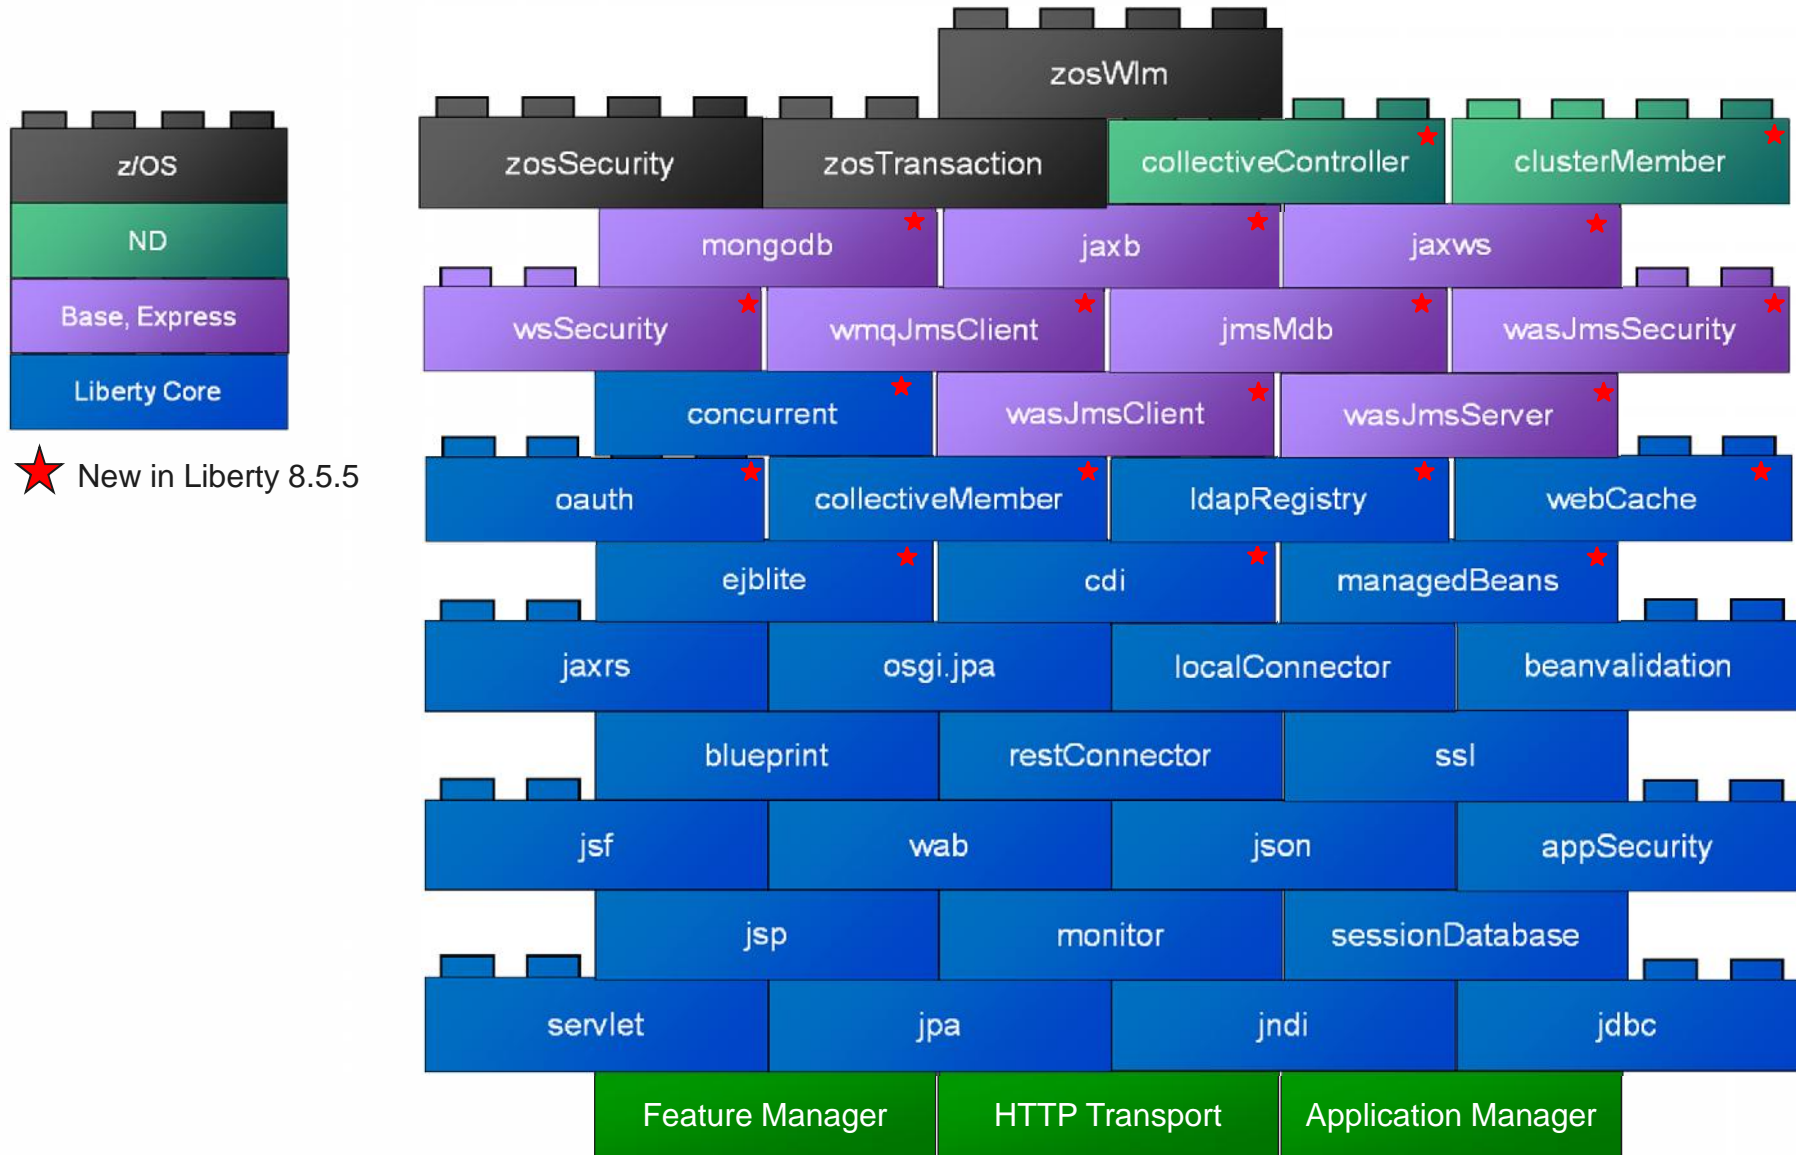 z/OS
ND
Base, Express
Liberty Core
New in Liberty 8.5.5
zosWlm
zosSecurity zosTransaction collectiveController clusterMember
mongodb jaxb jaxws
wsSecurity wmqJmsClient jmsMdb wasJmsSecurity
concurrent wasJmsClient wasJmsServer
oauth collectiveMember ldapRegistry webCache
ejblite cdi managedBeans
jaxrs osgi.jpa localConnector beanvalidation
blueprint restConnector ssl
jsf wab json appSecurity
jsp monitor sessionDatabase
servlet jpa jndi jdbc
Feature Manager HTTP Transport Application Manager